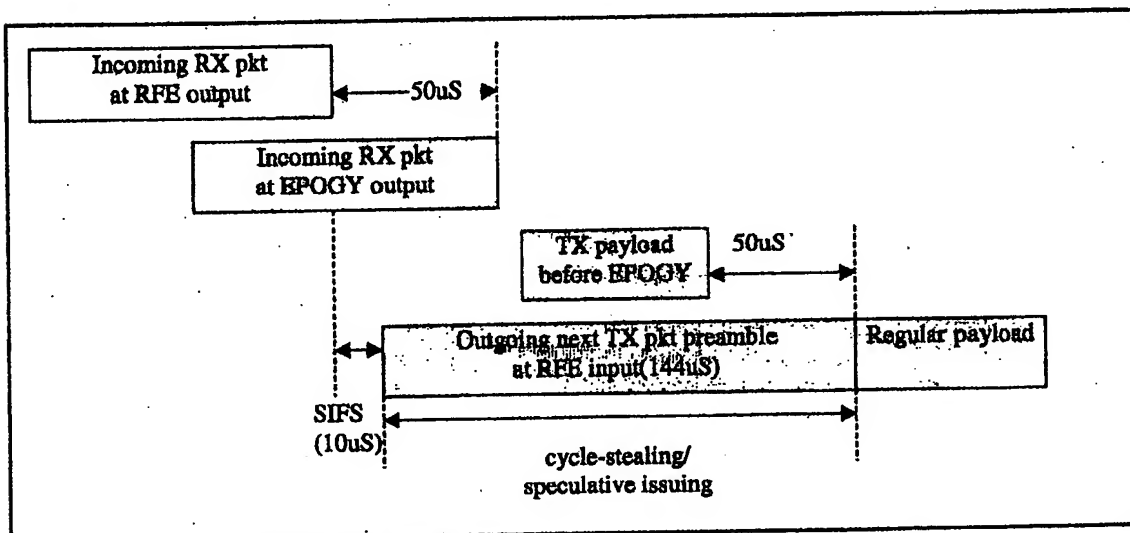 Incoming RX pkt
at RFE output
50uS
Incoming RX pkt
at EPOGY output
TX payload
before EPOGY
50uS
Outgoing next TX pkt preamble
at RFE input(144uS)
Regular payload
SIFS
(10uS)
cycle-stealing/
speculative issuing